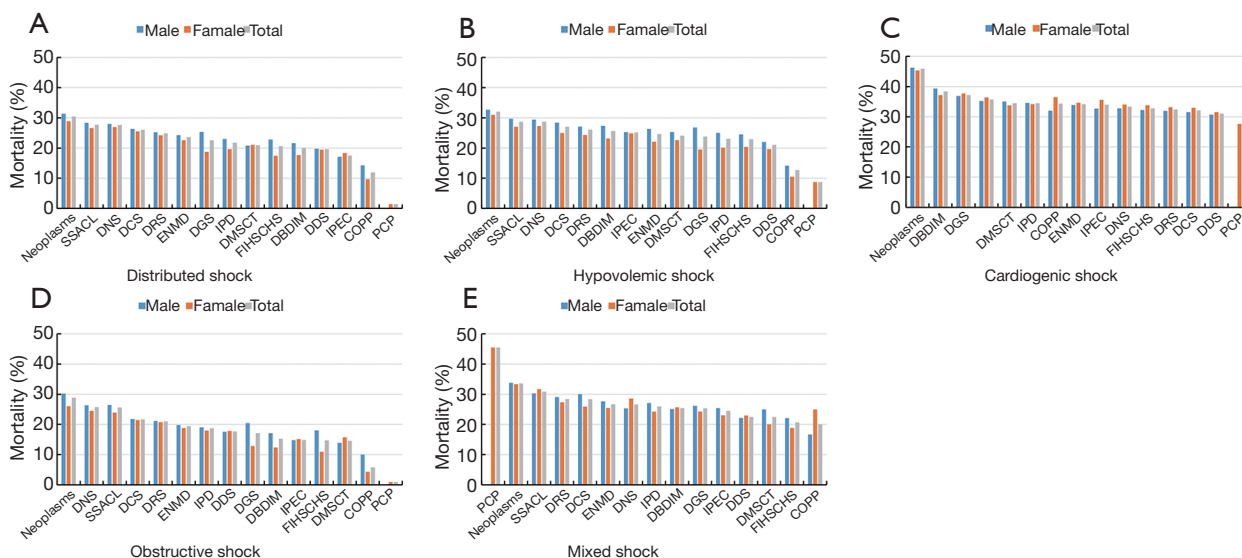 A
Male Famale Total
Mortality (%)
50
40
30
20
10
0
Neoplasms
SSACL
DNS
DCS
DRS
ENMD
DGS
IPD
DMSCT
FIHSCHS
DBDIM
DDS
IPEC
COPP
PCP
Distributed shock
B
Male Famale Total
Mortality (%)
50
40
30
20
10
0
Neoplasms
SSACL
DNS
DCS
DRS
DBDIM
IPEC
ENMD
DMSCT
DGS
IPD
FIHSCHS
DDS
COPP
PCP
Hypovolemic shock
C
Male Famale Total
Mortality (%)
50
40
30
20
10
0
Neoplasms
DBDIM
DGS
DMSCT
IPD
COPP
ENMD
IPEC
DNS
FIHSCHS
DRS
DCS
DDS
PCP
Cardiogenic shock
D
Male Famale Total
Mortality (%)
50
40
30
20
10
0
Neoplasms
DNS
SSACL
DCS
DRS
ENMD
IPD
DDS
DGS
DBDIM
IPEC
FIHSCHS
DMSCT
COPP
PCP
Obstructive shock
E
Male Famale Total
Mortality (%)
50
40
30
20
10
0
PCP
Neoplasms
SSACL
DRS
DCS
ENMD
DNS
IPD
DBDIM
DGS
IPEC
DDS
DMSCT
FIHSCHS
COPP
Mixed shock